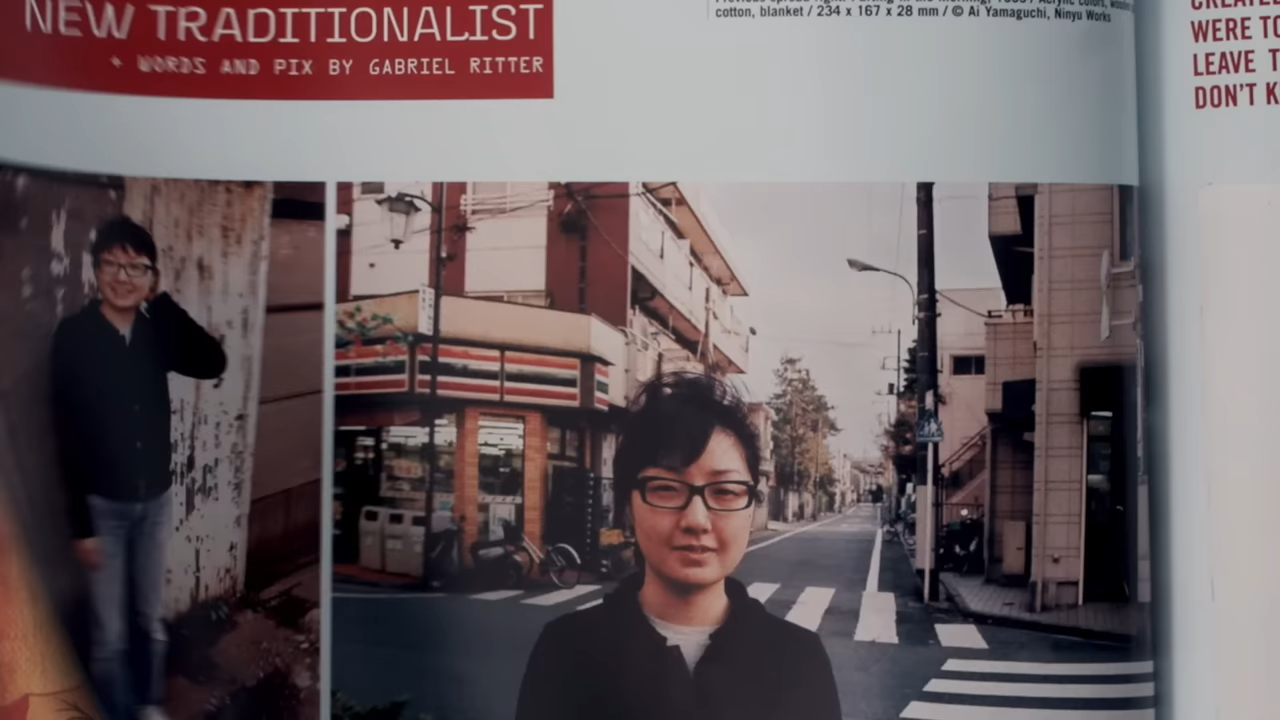 NEW TRADITIONALIST
+ WORDS AND PIX BY GABRIEL RITTER
cotton, blanket / 234 x 167 x 28 mm / © Ai Yamaguchi, Ninyu Works
CREATED
WERE TO
LEAVE T
DON'T K